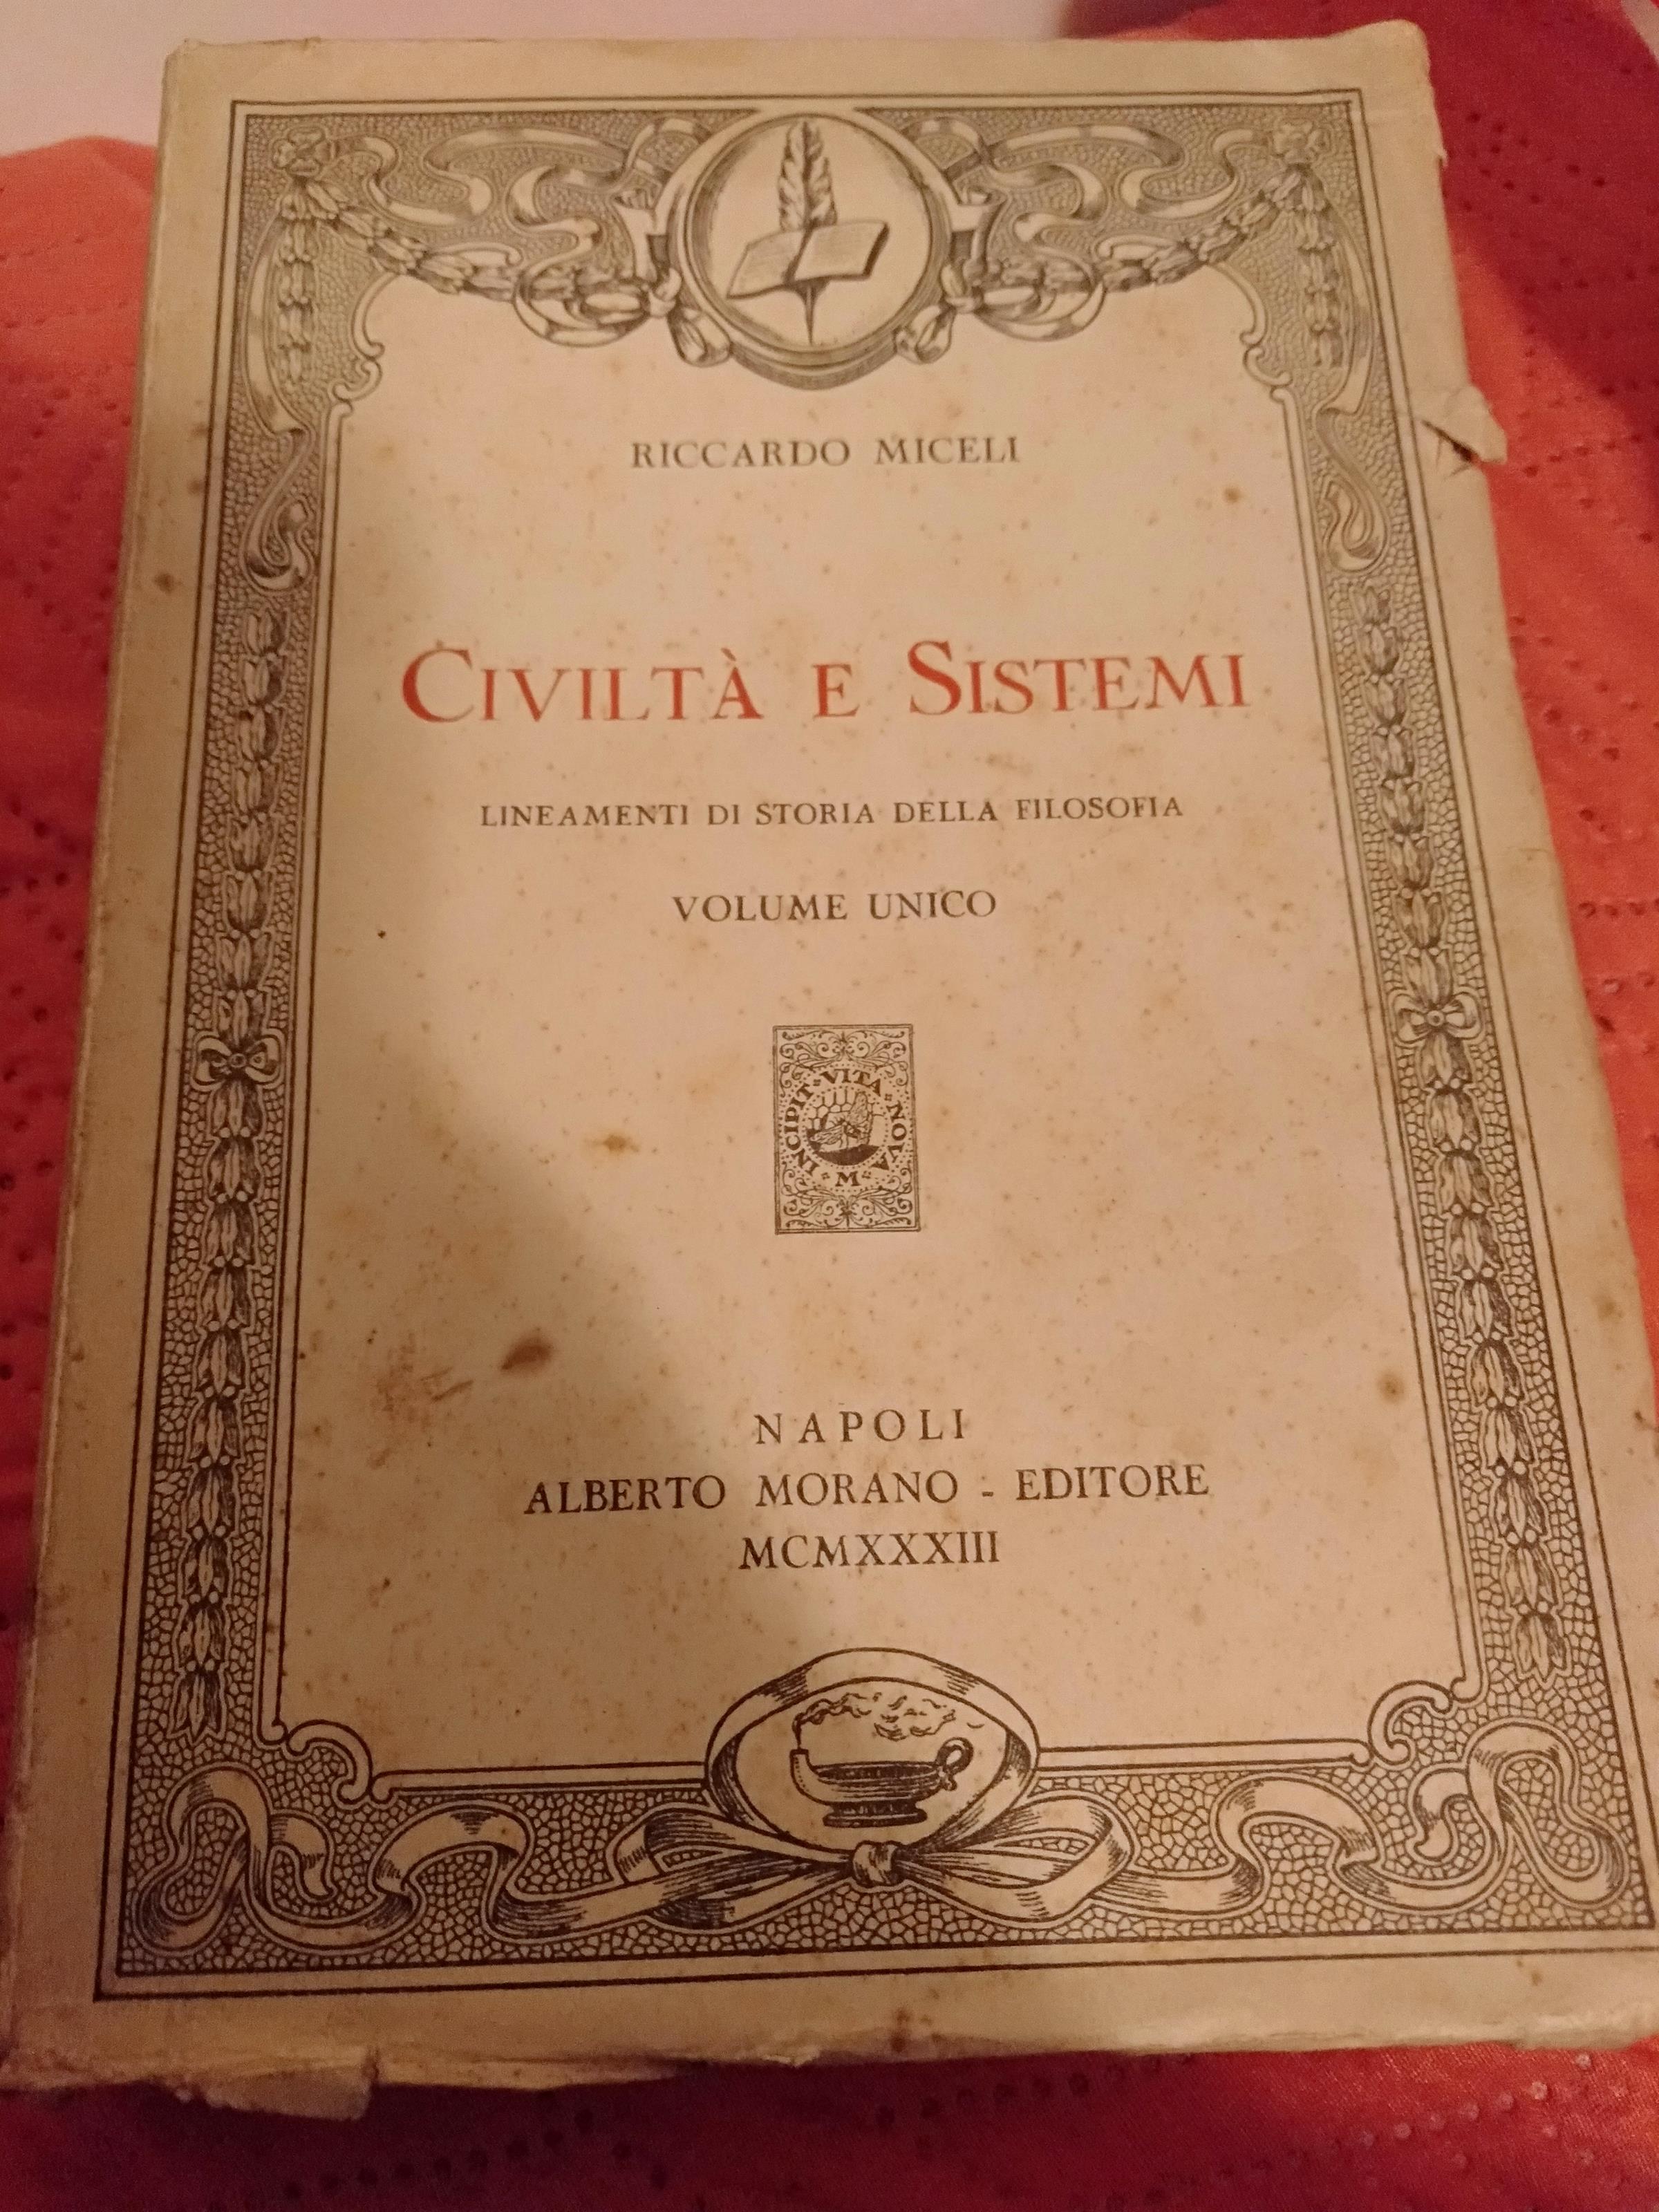 RICCARDO MICELI
CIVILTÀ E SISTEMI
LINEAMENTI DI STORIA DELLA FILOSOFIA
VOLUME UNICO
INCIPIT VITA NOVA
M
NAPOLI
ALBERTO MORANO - EDITORE
MCMXXXIII